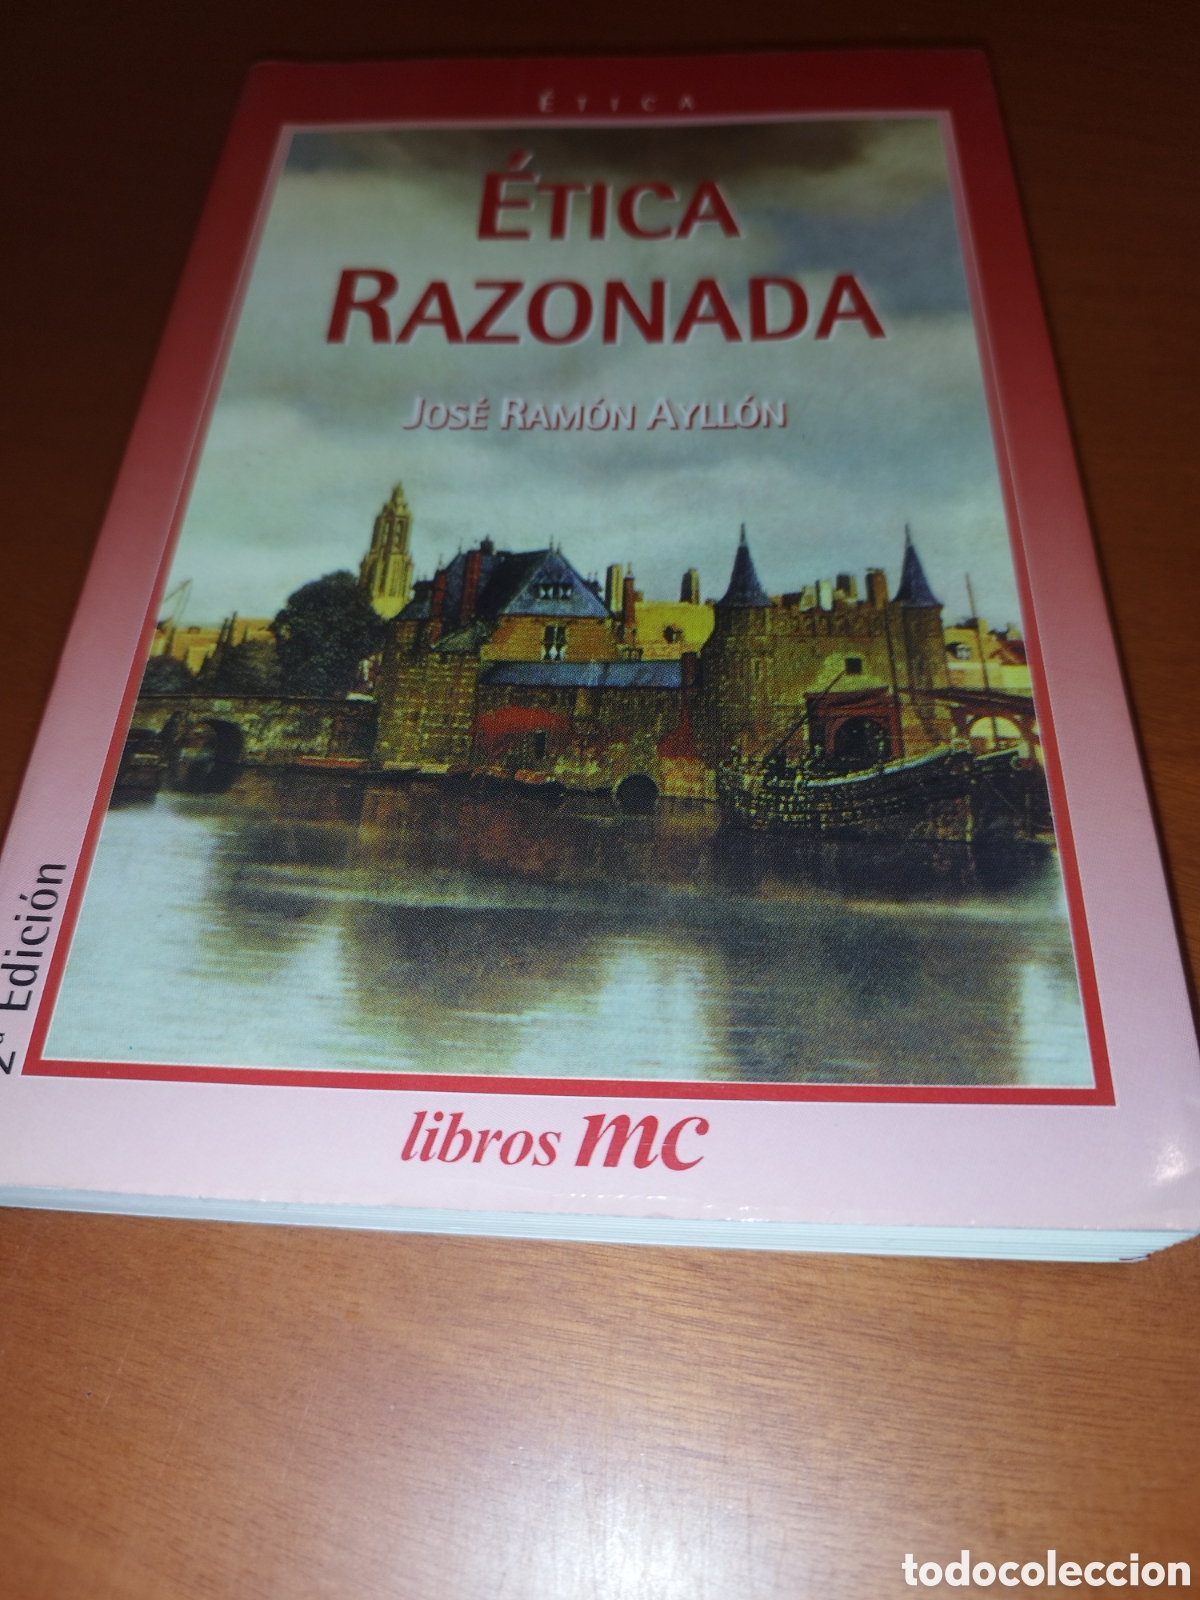 ÉTICA
ÉTICA
RAZONADA
JOSÉ RAMÓN AYLLÓN
2ª Edición
libros mc
todocoleccion